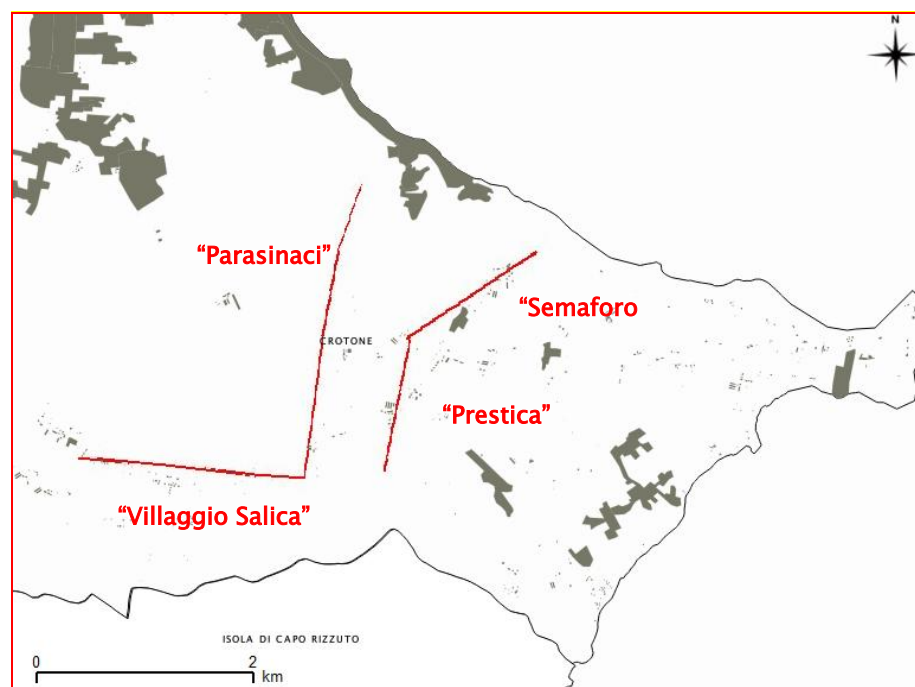 N
“Parasinaci”
“Semaforo
CROTONE
“Prestica”
“Villaggio Salica”
ISOLA DI CAPO RIZZUTO
0 2
km